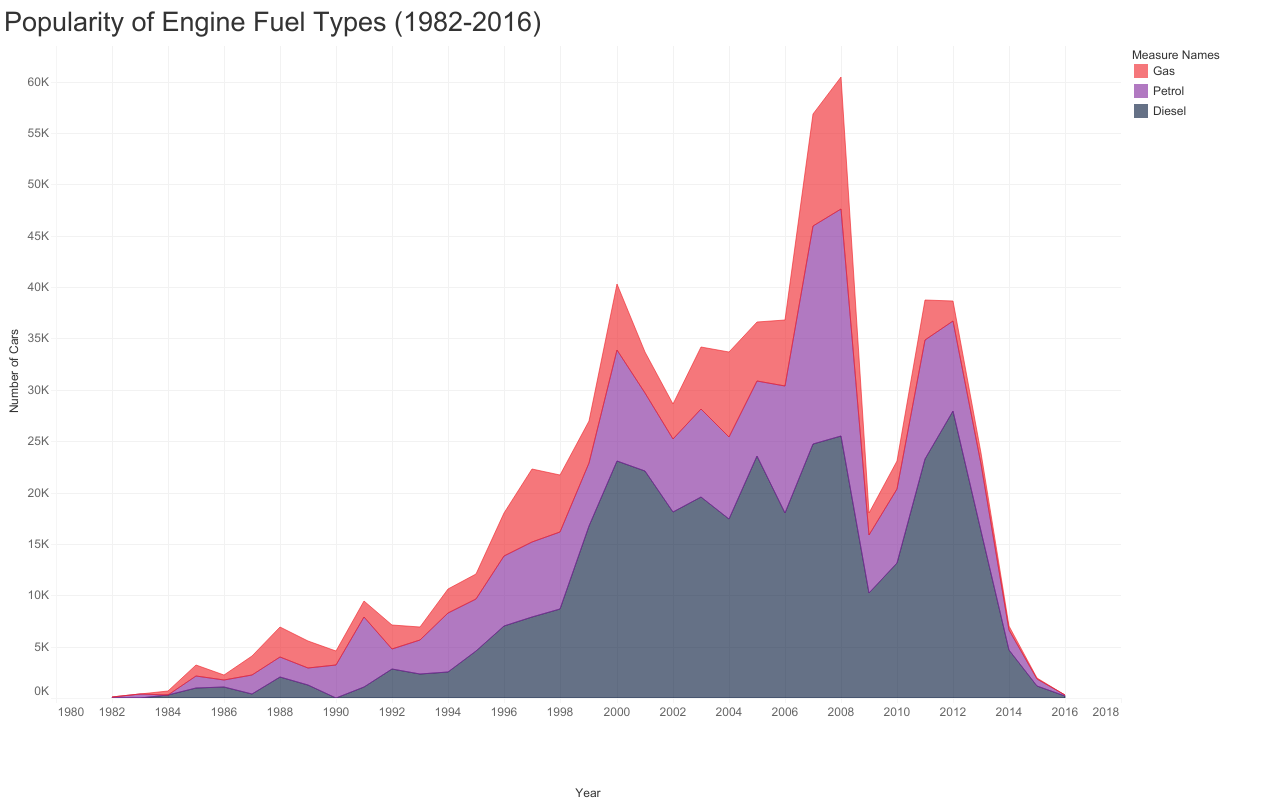 Popularity of Engine Fuel Types (1982-2016)
Measure Names
Gas
Petrol
Diesel
60K
55K
50K
45K
40K
35K
30K
25K
20K
15K
10K
5K
0K
Number of Cars
1980 1982 1984 1986 1988 1990 1992 1994 1996 1998 2000 2002 2004 2006 2008 2010 2012 2014 2016 2018
Year